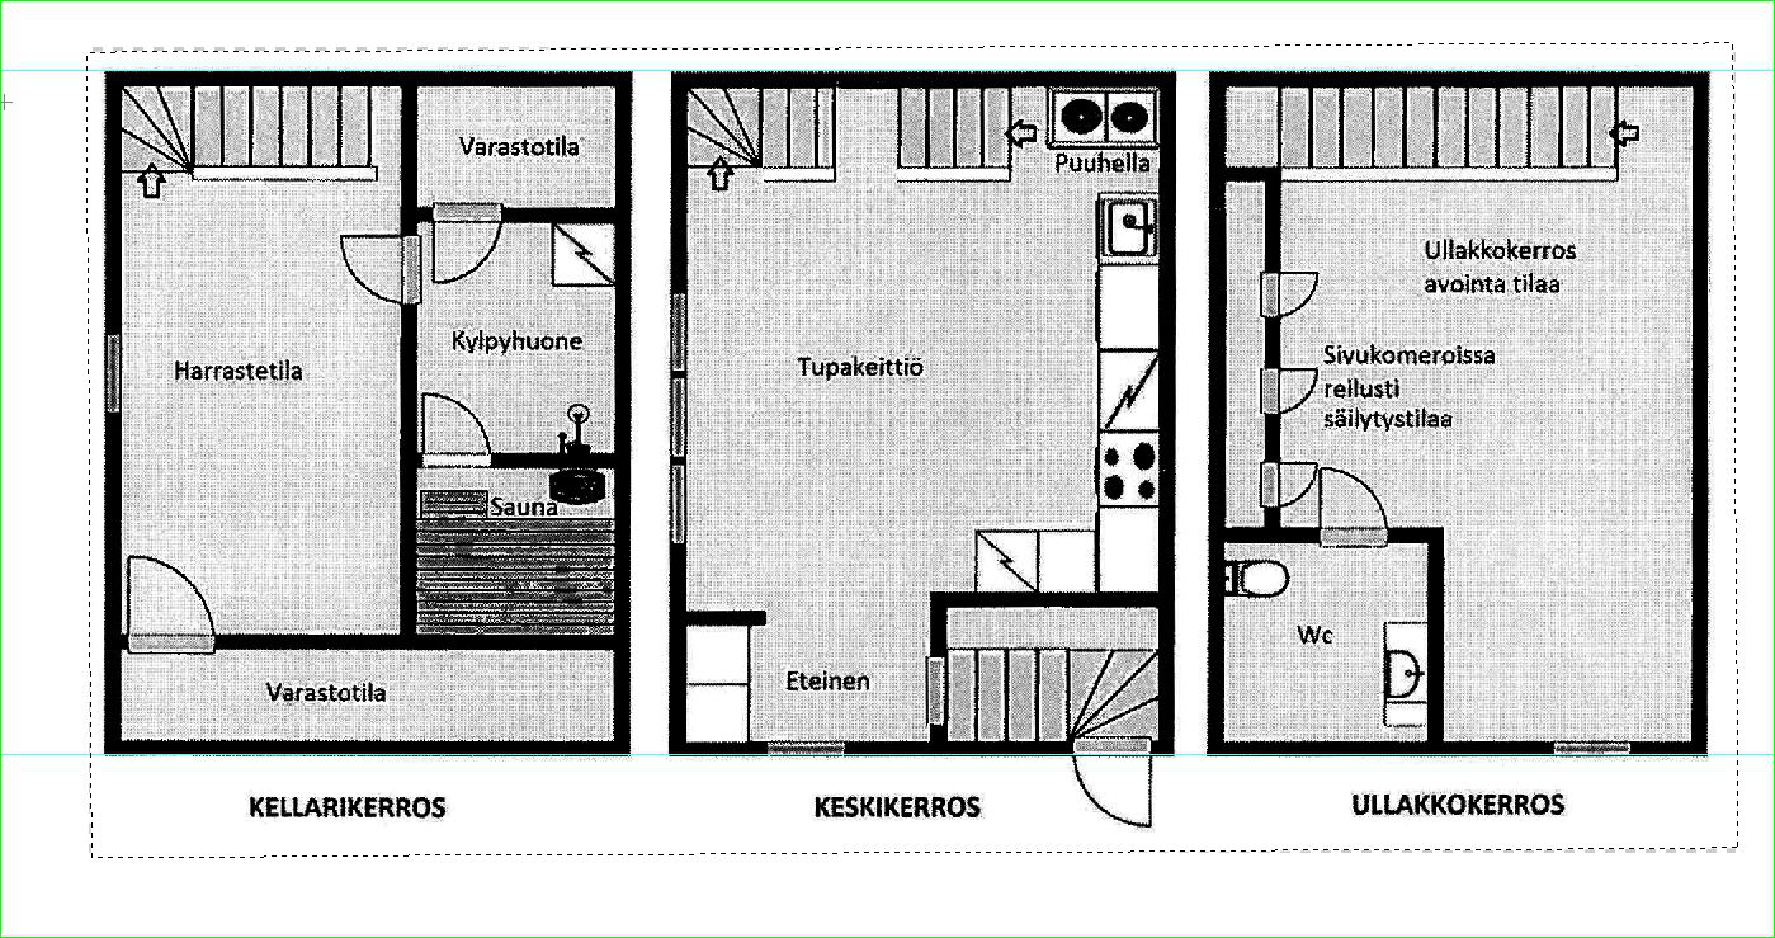 Varastotila
Kylpyhuone
Harrastetila
Sauna
Varastotila
KELLARIKERROS
Puuhella
Tupakeittiö
Eteinen
KESKIKERROS
Ullakkokerros
avointa tilaa
Sivukomeroissa
reilusti
säilytystilaa
Wc
ULLAKKOKERROS